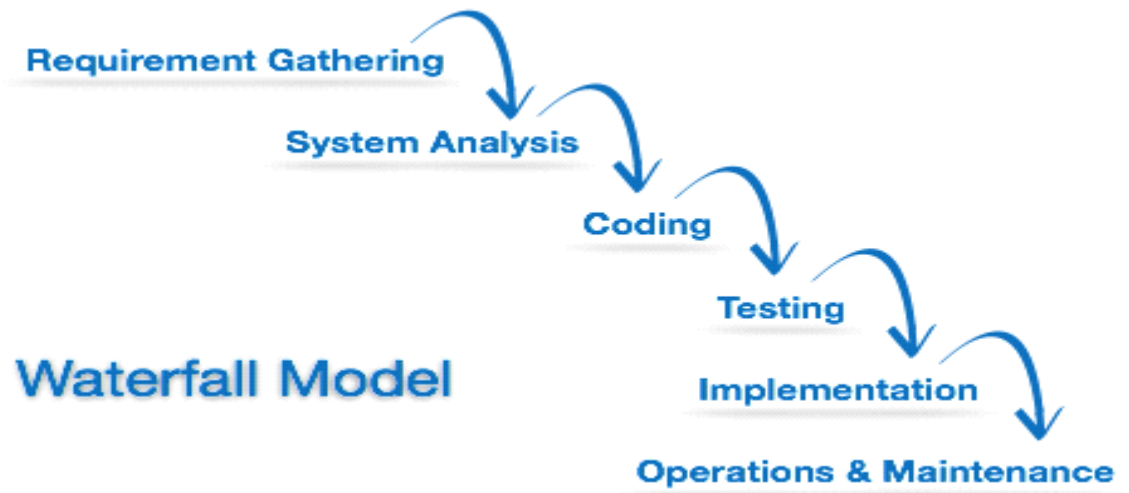 Requirement Gathering
System Analysis
Coding
Testing
Waterfall Model
Implementation
Operations & Maintenance